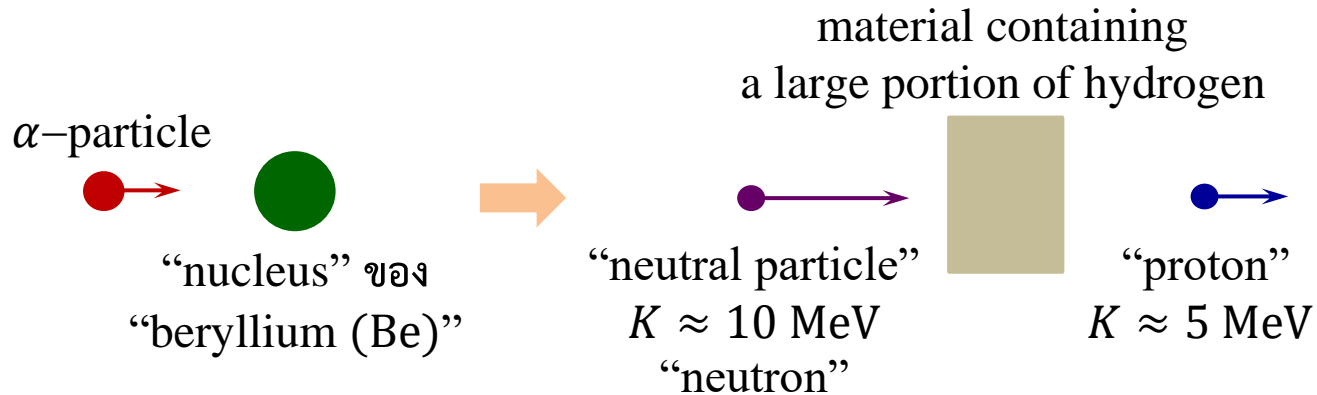 material containing
a large portion of hydrogen
α−particle
“nucleus” ของ
“beryllium (Be)”
“neutral particle”
K ≈ 10 MeV
“neutron”
“proton”
K ≈ 5 MeV